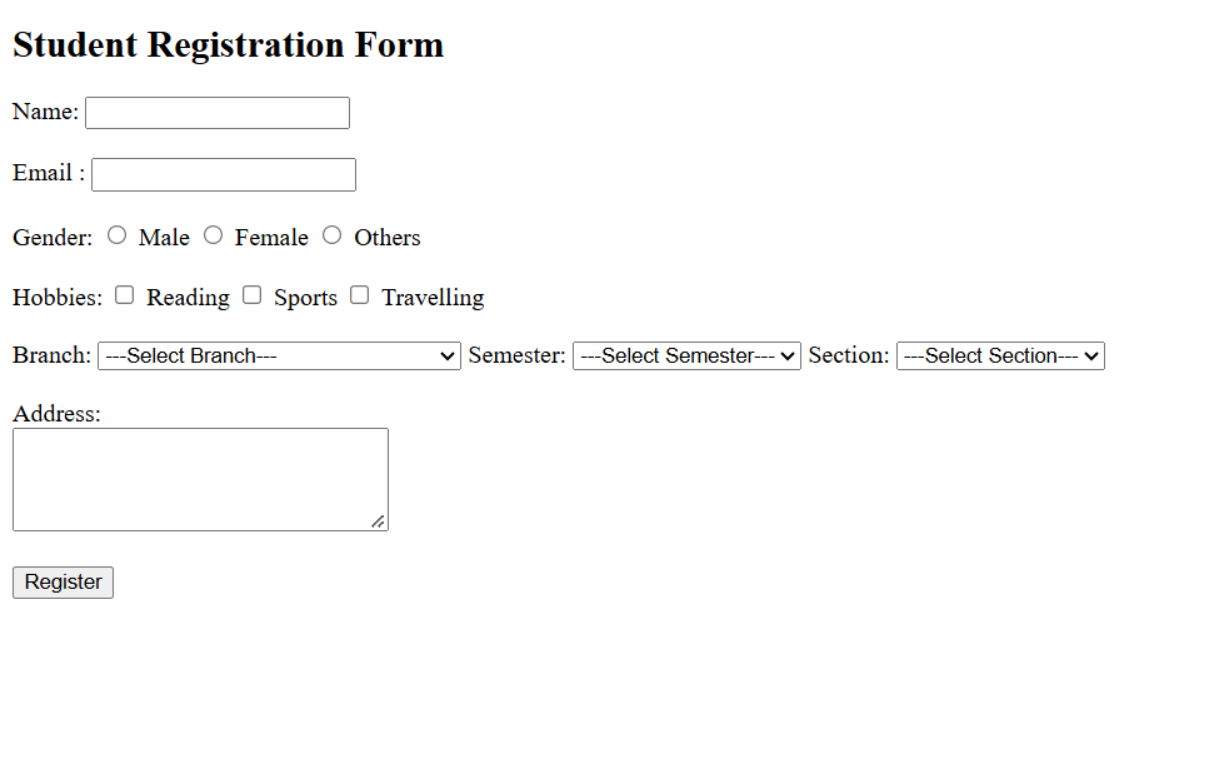 Student Registration Form
Name:
Email :
Gender: Male Female Others
Hobbies: Reading Sports Travelling
Branch: ---Select Branch--- Semester: ---Select Semester--- Section: ---Select Section---
Address:
Register